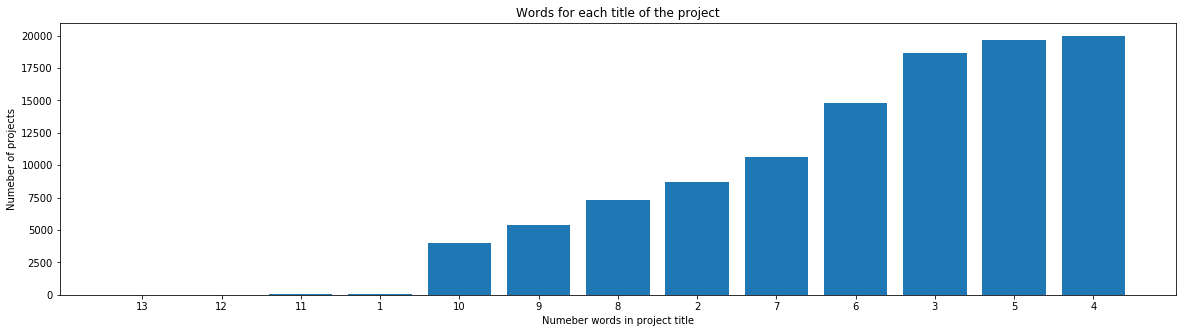 Words for each title of the project
Numeber of projects
20000
17500
15000
12500
10000
7500
5000
2500
0
13 12 11 1 10 9 8 2 7 6 3 5 4
Numeber words in project title